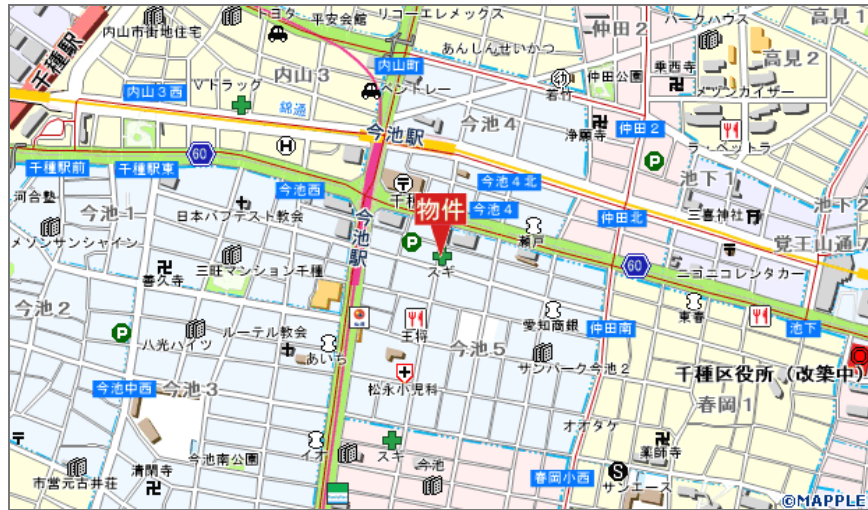 トヨタ
平安会館
リコーエレメックス
内山市街地住宅
パークハウス
高見1
仲田2
あんしんせいかつ
千種駅
内山3
Vトラッグ
内山町
高見2
乗西寺
仲田公園
若竹
内山3西
錦通
ベントレー
メゾンカイザー
今池4
浄願寺
仲田2
今池駅
ラ・ベットラ
60
千種駅前
千種駅東
今池西
今池4北
池下1
河合塾
千種
物件
今池4
仲田北
三喜神社
池下2
今池1
日本バプテスト教会
今池駅
瀬戸
覚王山通
メゾンサンシャイン
三旺マンション千種
スギ
60
ニコニコレンタカー
善久寺
今池2
愛知商銀
東春
八光ハイツ
ルーテル教会
王将
仲田南
池下
あいち
今池5
サンパーク今池2
千種区役所（改築中）
今池中西
今池3
松永小児科
春岡1
オオタケ
今池南公園
イオ
スギ
今池
薬師寺
市営元古井荘
清閑寺
春岡小西
サンエース
©MAPPLE